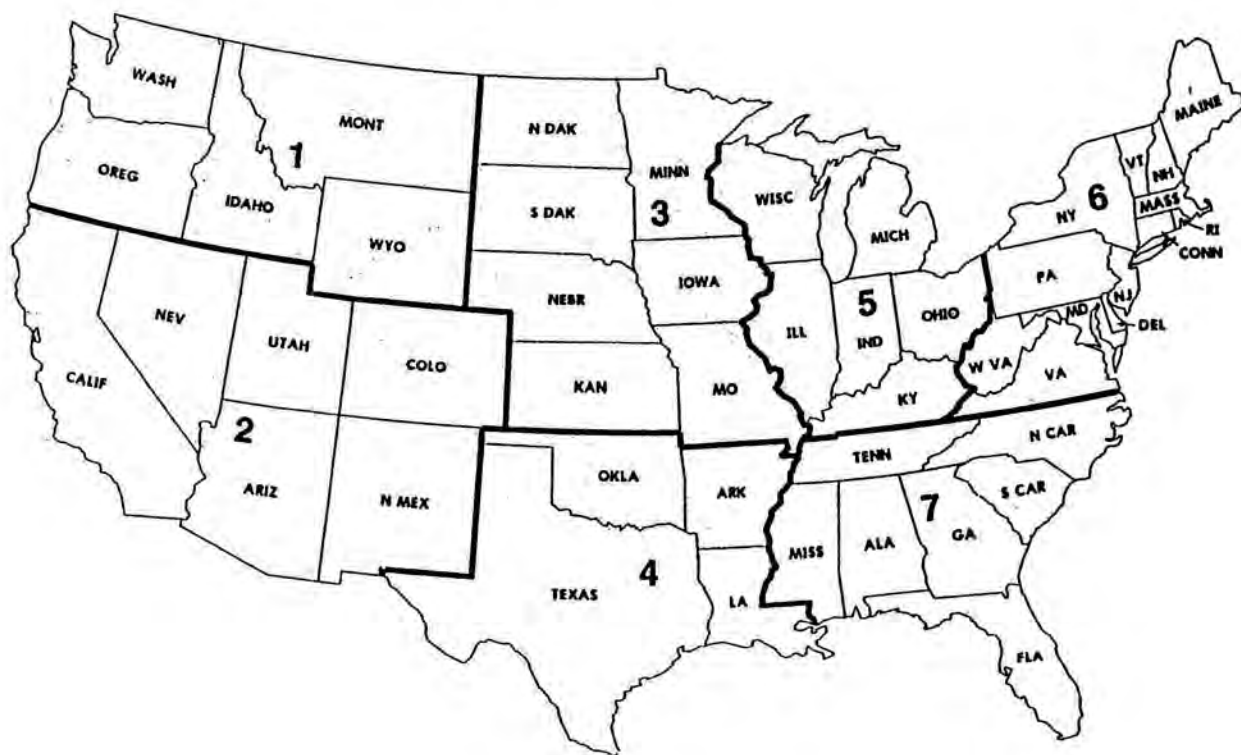 WASH
MONT
N DAK
MINN
MAINE
OREG
1
IDAHO
WYO
S DAK
3
WISC
MICH
VT
NH
NY
6
MASS
RI
CONN
NEV
UTAH
COLO
NEBR
IOWA
ILL
5
IND
OHIO
PA
NJ
MD
DEL
CALIF
2
KAN
MO
KY
W VA
VA
ARIZ
N MEX
OKLA
ARK
TENN
N CAR
S CAR
TEXAS
4
LA
MISS
ALA
7
GA
FLA